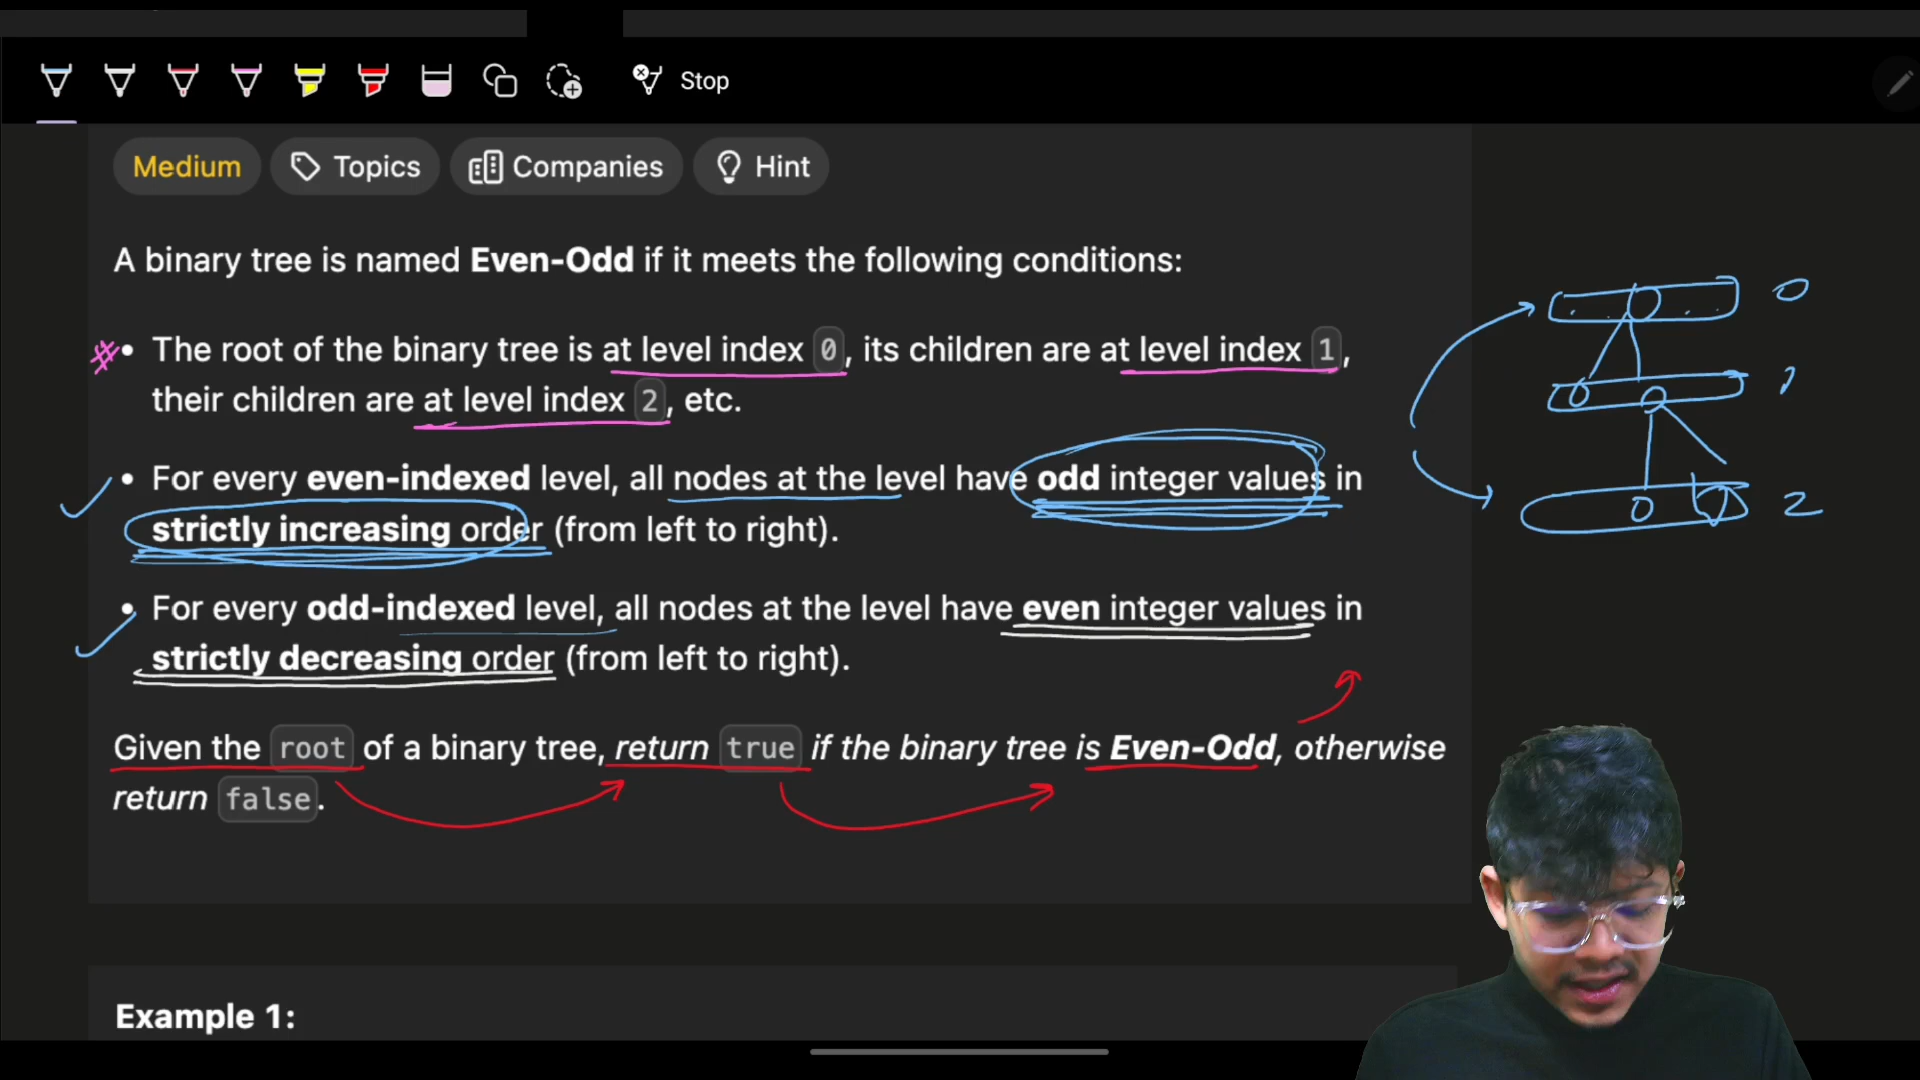 Stop
Medium Topics Companies Hint
A binary tree is named Even-Odd if it meets the following conditions:
• The root of the binary tree is at level index 0, its children are at level index 1,
their children are at level index 2, etc.
• For every even-indexed level, all nodes at the level have odd integer values in
strictly increasing order (from left to right).
• For every odd-indexed level, all nodes at the level have even integer values in
strictly decreasing order (from left to right).
Given the root of a binary tree, return true if the binary tree is Even-Odd, otherwise
return false.
Example 1:
0
1
2